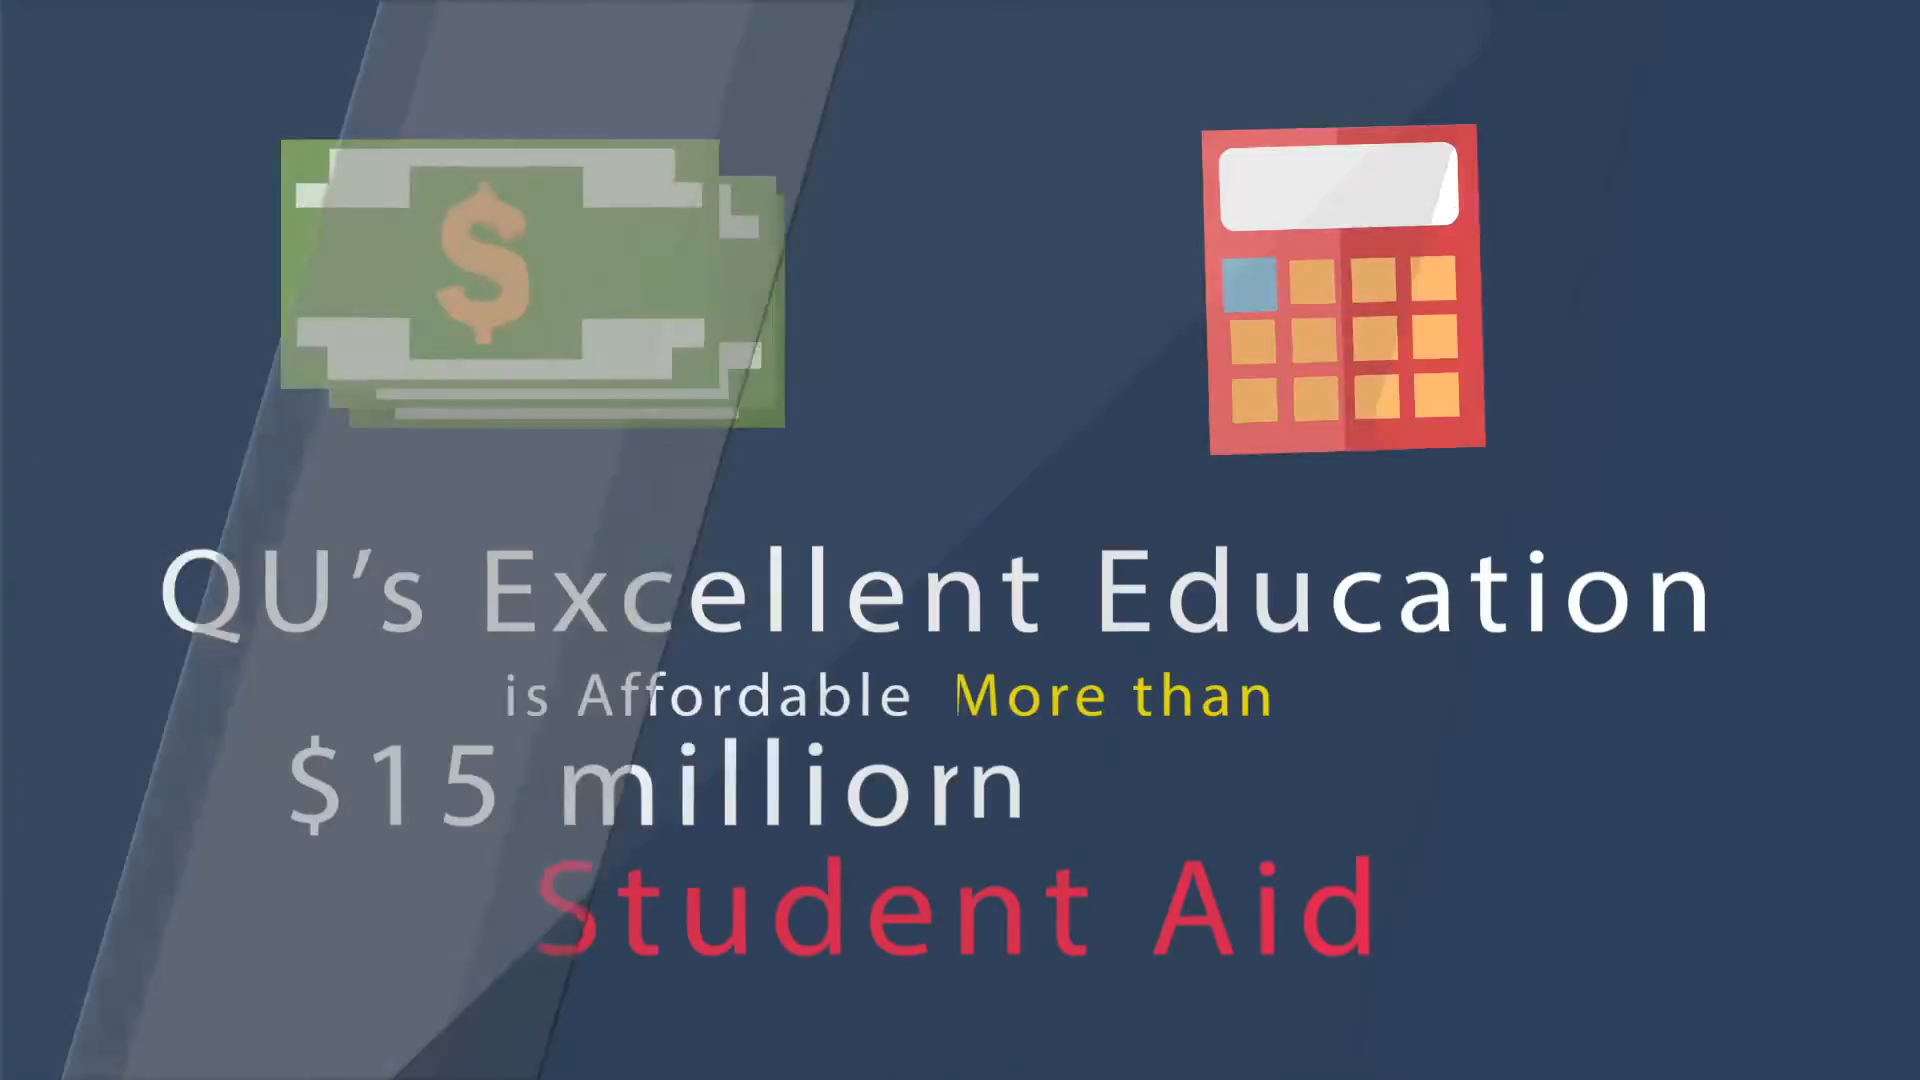 $
QU's Excellent Education
is Affordable More than
$15 milliorn
Student Aid